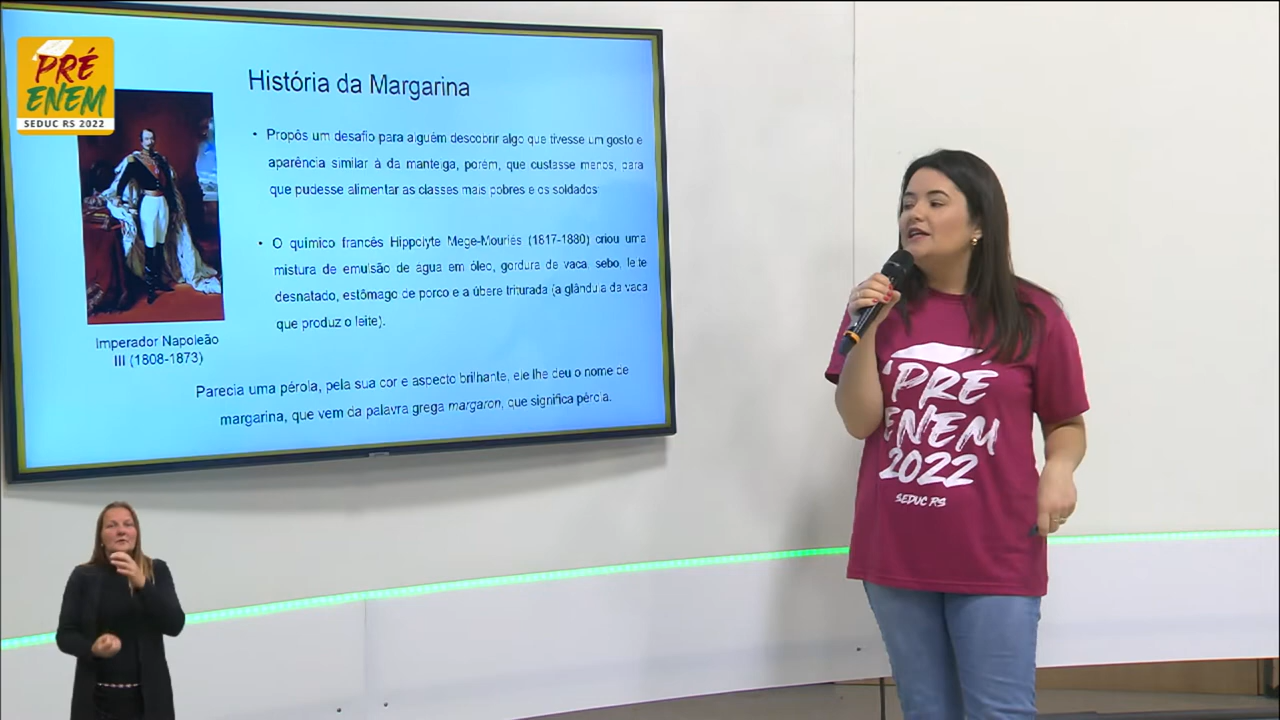 PRÉ
ENEM
SEDUC RS 2022
História da Margarina
• Propôs um desafio para alguém descobrir algo que tivesse um gosto e
aparência similar à da manteiga, porém, que custasse menos, para
que pudesse alimentar as classes mais pobres e os soldados
• O químico francês Hippolyte Mege-Mouriès (1817-1880) criou uma
mistura de emulsão de água em óleo, gordura de vaca, sebo, leite
desnatado, estômago de porco e a úbere triturada (a glândula da vaca
que produz o leite).
Imperador Napoleão
III (1808-1873)
Parecia uma pérola, pela sua cor e aspecto brilhante, ele lhe deu o nome de
margarina, que vem da palavra grega margaron, que significa pérola.
PRÉ
ENEM
2022
SEDUC RS